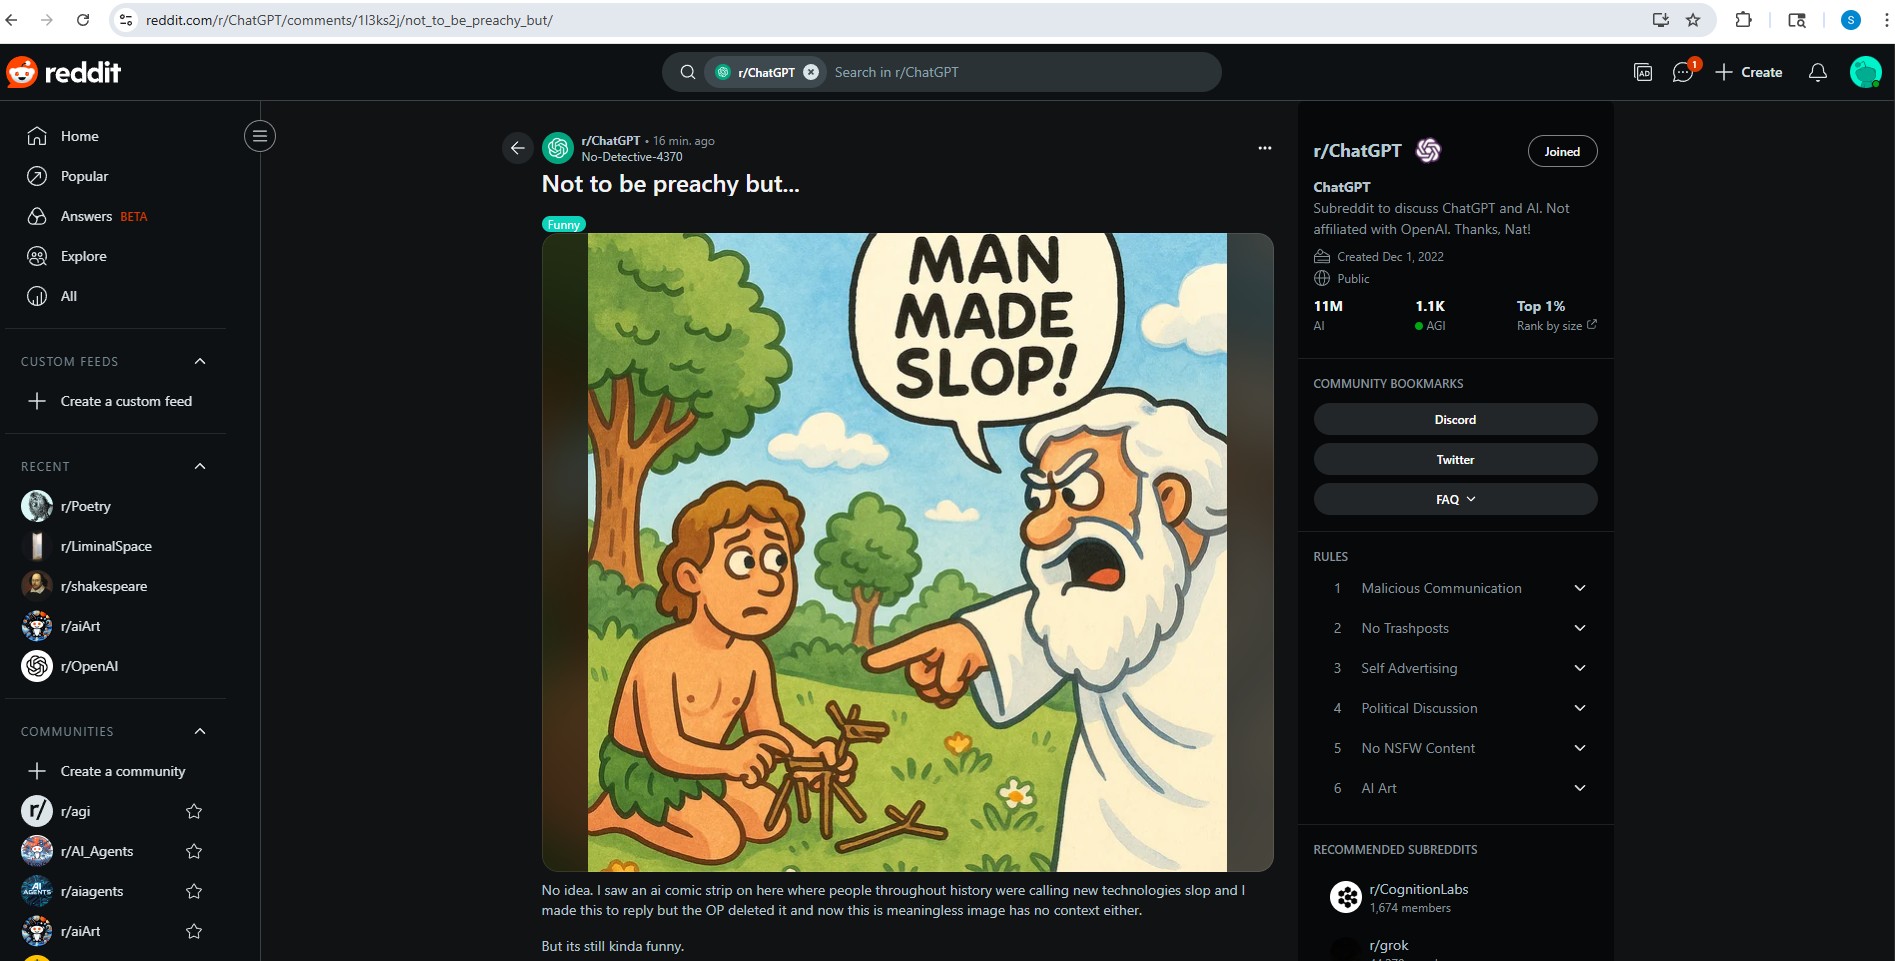 reddit.com/r/ChatGPT/comments/1l3ks2j/not_to_be_preachy_but/
S
reddit
r/ChatGPT
Search in r/ChatGPT
AD
1
Create
Home
Popular
Answers BETA
Explore
All
CUSTOM FEEDS
Create a custom feed
RECENT
r/Poetry
r/LiminalSpace
r/shakespeare
r/aiArt
r/OpenAI
COMMUNITIES
Create a community
r/
r/agi
r/AI_Agents
AI
AGENTS
r/aiagents
r/aiArt
r/ChatGPT • 16 min. ago
No-Detective-4370
Not to be preachy but...
Funny
MAN
MADE
SLOP!
No idea. I saw an ai comic strip on here where people throughout history were calling new technologies slop and I
made this to reply but the OP deleted it and now this is meaningless image has no context either.
But its still kinda funny.
r/ChatGPT
Joined
ChatGPT
Subreddit to discuss ChatGPT and AI. Not
affiliated with OpenAI. Thanks, Nat!
Created Dec 1, 2022
Public
11M 1.1K Top 1%
AI AGI Rank by size
COMMUNITY BOOKMARKS
Discord
Twitter
FAQ
RULES
1 Malicious Communication
2 No Trashposts
3 Self Advertising
4 Political Discussion
5 No NSFW Content
6 AI Art
RECOMMENDED SUBREDDITS
r/CognitionLabs
1,674 members
r/grok